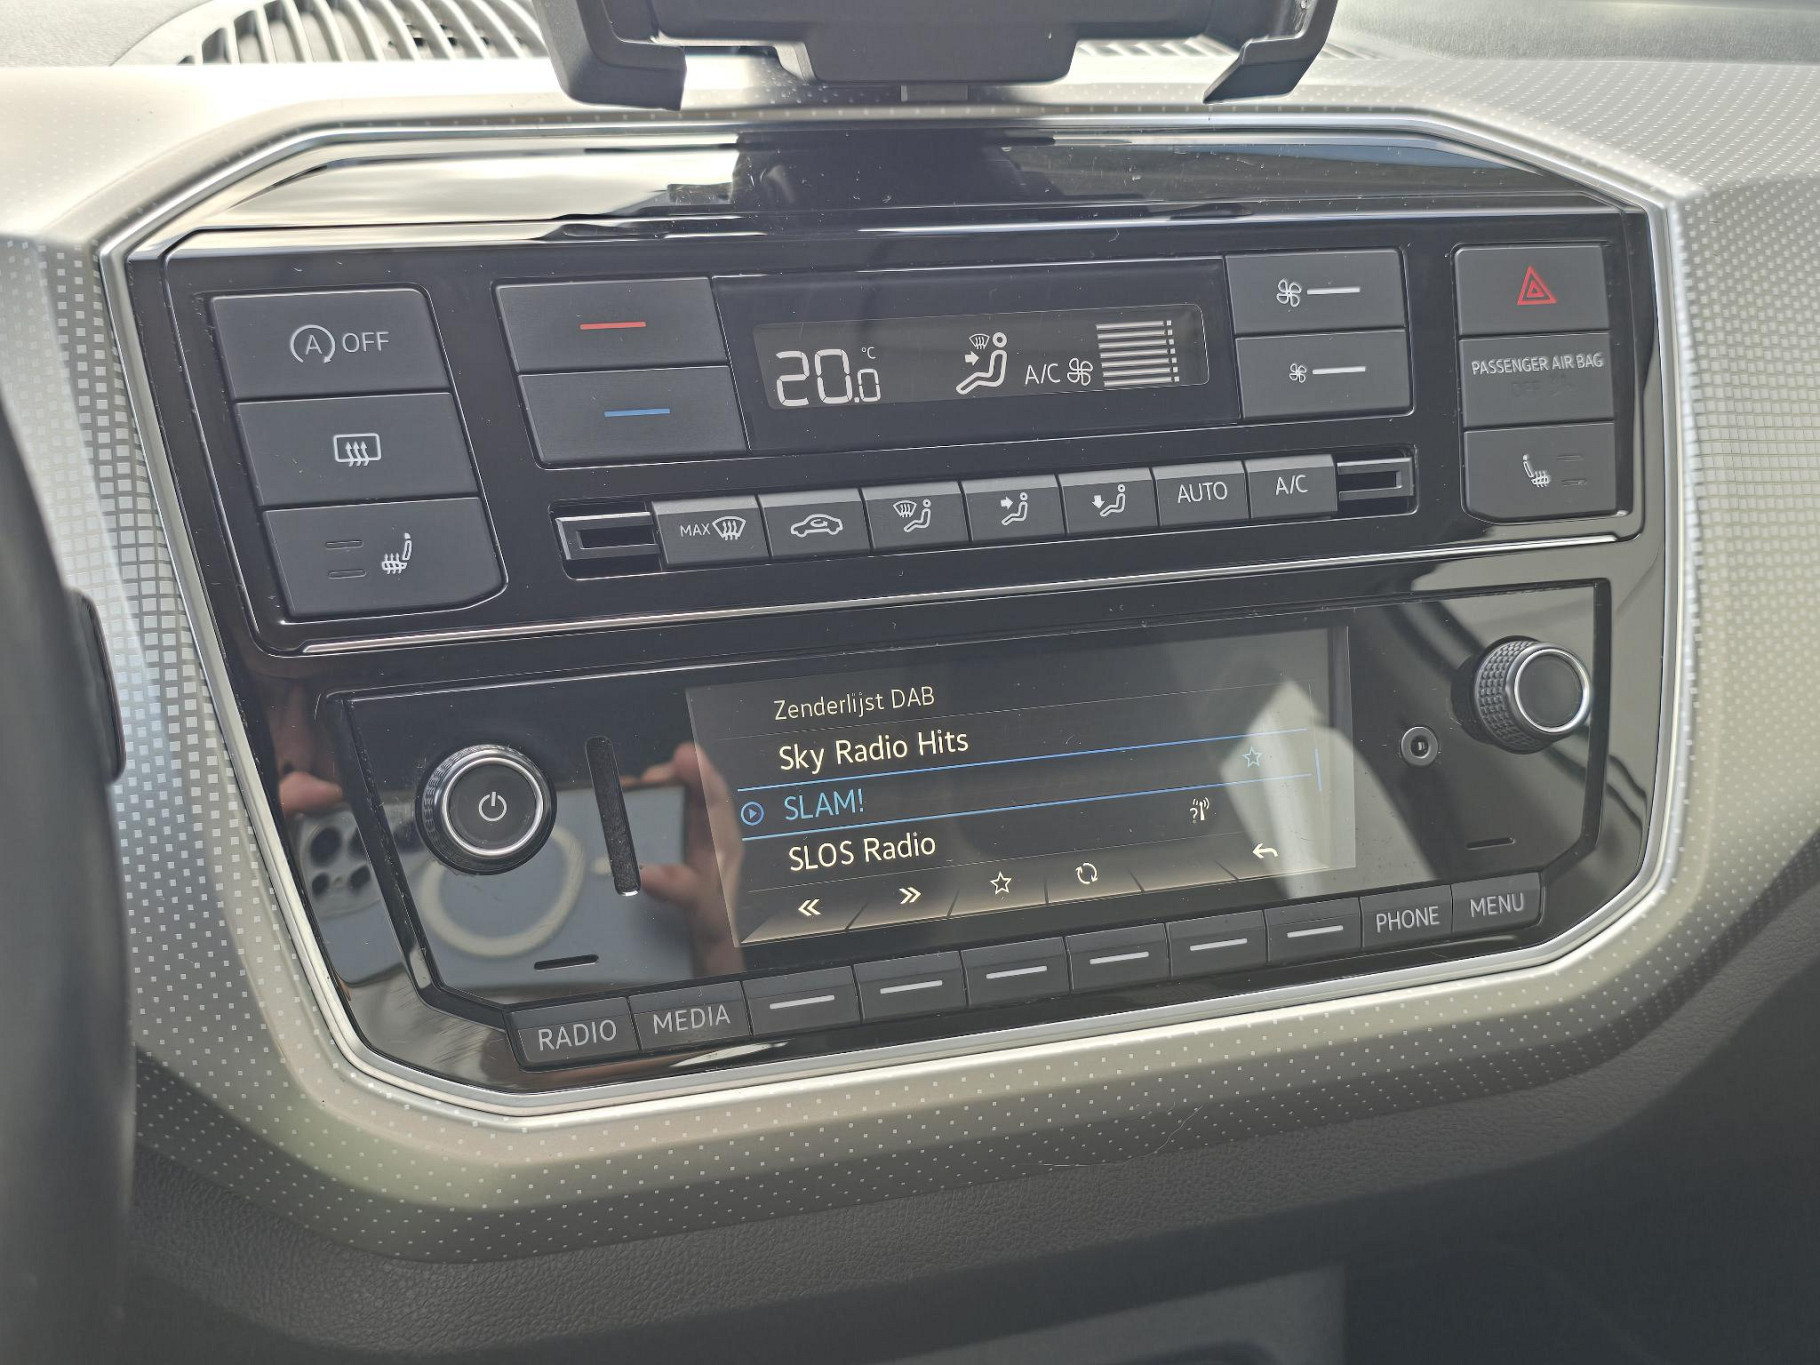 A OFF
20.0 °C
A/C
PASSENGER AIR BAG
MAX
AUTO
A/C
Zenderlijst DAB
Sky Radio Hits
SLAM!
SLOS Radio
RADIO
MEDIA
PHONE
MENU